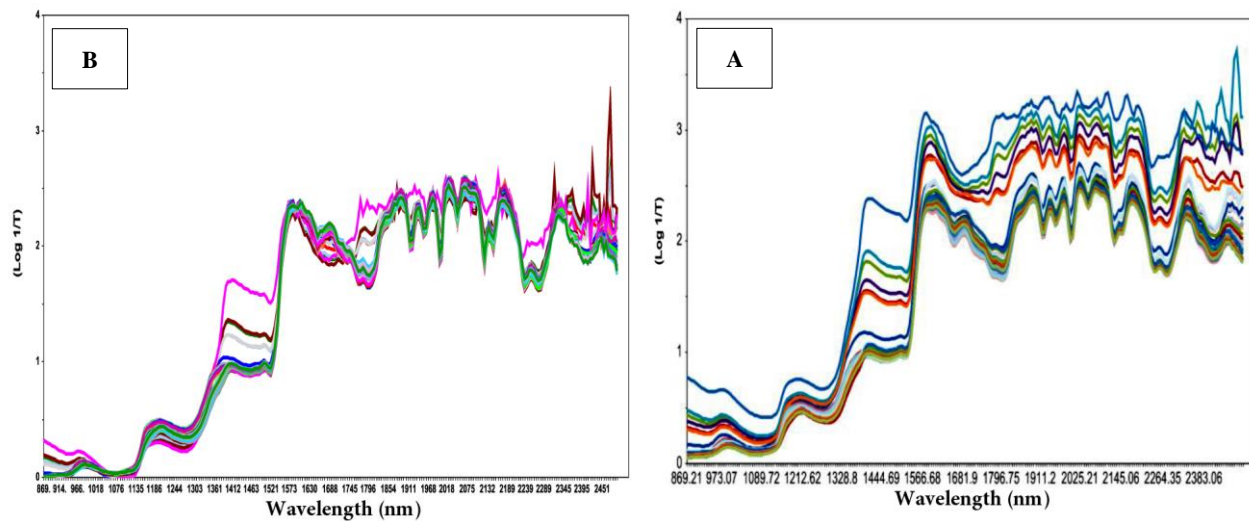 B
4
3
2
1
0
(Log 1/T)
869. 914. 966. 1018 1076 1135 1186 1244 1303 1361 1412 1462 1521 1573 1630 1688 1745 1796 1854 1911 1968 2018 2075 2132 2189 2239 2289 2345 2395 2451
Wavelength (nm)
A
4
3
2
1
0
(Log 1/T)
869.21 973.07 1089.72 1212.62 1328.8 1444.69 1566.68 1681.9 1796.75 1911.2 2025.21 2145.06 2264.35 2383.06
Wavelength (nm)